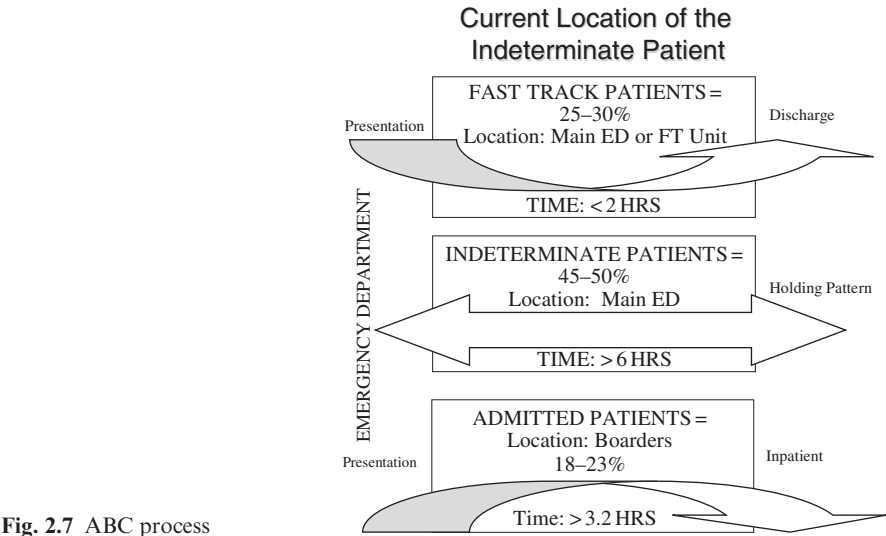 Current Location of the
Indeterminate Patient
FAST TRACK PATIENTS =
25–30%
Location: Main ED or FT Unit
Presentation
Discharge
TIME: < 2 HRS
EMERGENCY DEPARTMENT
INDETERMINATE PATIENTS =
45–50%
Location: Main ED
Holding Pattern
TIME: > 6 HRS
ADMITTED PATIENTS =
Location: Boarders
18–23%
Presentation
Inpatient
Time: > 3.2 HRS
Fig. 2.7 ABC process